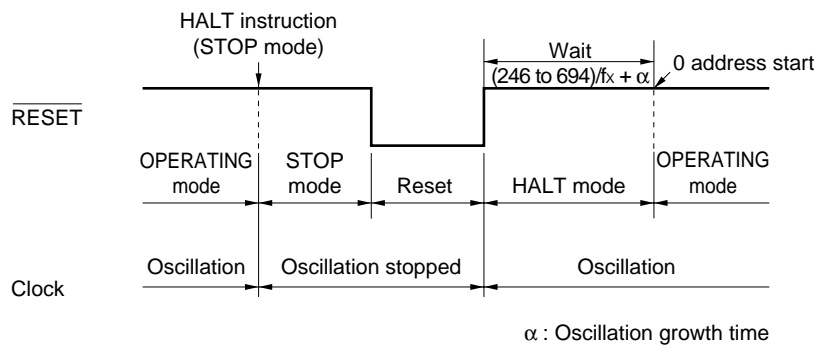 HALT instruction
(STOP mode)
Wait
(246 to 694)/fx + α
0 address start
RESET
OPERATING
mode
STOP
mode
Reset
HALT mode
OPERATING
mode
Oscillation
Oscillation stopped
Oscillation
Clock
α : Oscillation growth time